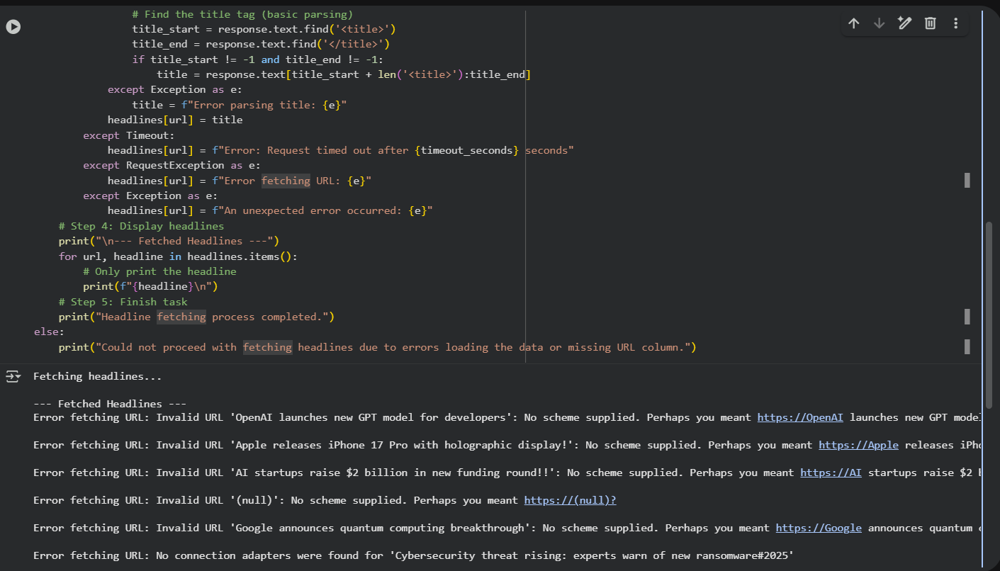 # Find the title tag (basic parsing)
title_start = response.text.find('<title>')
title_end = response.text.find('</title>')
if title_start != -1 and title_end != -1:
title = response.text[title_start + len('<title>'):title_end]
except Exception as e:
title = f"Error parsing title: {e}"
headlines[url] = title
except Timeout:
headlines[url] = f"Error: Request timed out after {timeout_seconds} seconds"
except RequestException as e:
headlines[url] = f"Error fetching URL: {e}"
except Exception as e:
headlines[url] = f"An unexpected error occurred: {e}"
# Step 4: Display headlines
print("\n--- Fetched Headlines ---")
for url, headline in headlines.items():
# Only print the headline
print(f"{headline}\n")
# Step 5: Finish task
print("Headline fetching process completed.")
else:
print("Could not proceed with fetching headlines due to errors loading the data or missing URL column.")
Fetching headlines...
--- Fetched Headlines ---
Error fetching URL: Invalid URL 'OpenAI launches new GPT model for developers': No scheme supplied. Perhaps you meant https://OpenAI launches new GPT model
Error fetching URL: Invalid URL 'Apple releases iPhone 17 Pro with holographic display!': No scheme supplied. Perhaps you meant https://Apple releases iPho
Error fetching URL: Invalid URL 'AI startups raise $2 billion in new funding round!!': No scheme supplied. Perhaps you meant https://AI startups raise $2 b
Error fetching URL: Invalid URL '(null)': No scheme supplied. Perhaps you meant https://(null)?
Error fetching URL: Invalid URL 'Google announces quantum computing breakthrough': No scheme supplied. Perhaps you meant https://Google announces quantum c
Error fetching URL: No connection adapters were found for 'Cybersecurity threat rising: experts warn of new ransomware#2025'